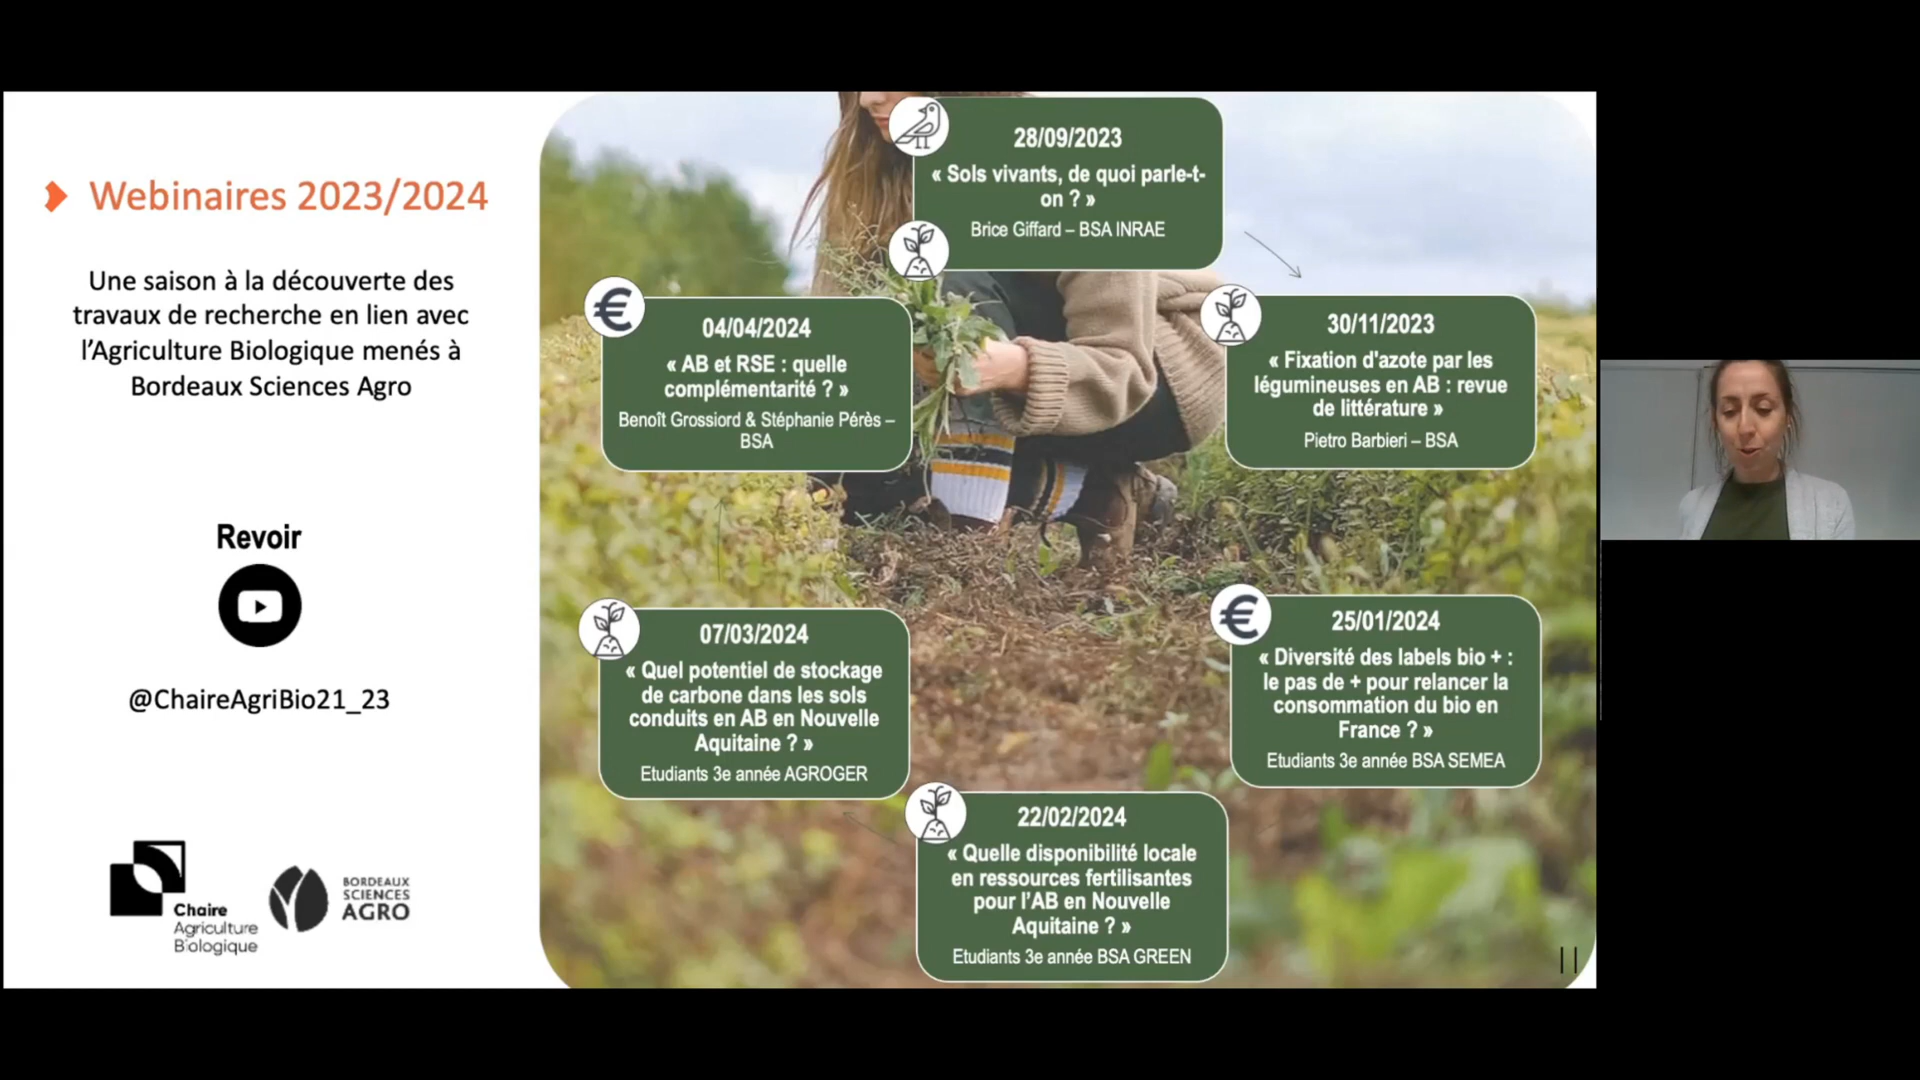 Webinaires 2023/2024
Une saison à la découverte des
travaux de recherche en lien avec
l’Agriculture Biologique menés à
Bordeaux Sciences Agro
Revoir
@ChaireAgriBio21_23
Chaire
Agriculture
Biologique
BORDEAUX
SCIENCES
AGRO
28/09/2023
« Sols vivants, de quoi parle-t-
on ? »
Brice Giffard – BSA INRAE
30/11/2023
« Fixation d'azote par les
légumineuses en AB : revue
de littérature »
Pietro Barbieri – BSA
25/01/2024
« Diversité des labels bio + :
le pas de + pour relancer la
consommation du bio en
France ? »
Etudiants 3e année BSA SEMEA
22/02/2024
« Quelle disponibilité locale
en ressources fertilisantes
pour l’AB en Nouvelle
Aquitaine ? »
Etudiants 3e année BSA GREEN
07/03/2024
« Quel potentiel de stockage
de carbone dans les sols
conduits en AB en Nouvelle
Aquitaine ? »
Etudiants 3e année AGROGER
04/04/2024
« AB et RSE : quelle
complémentarité ? »
Benoît Grossiord & Stéphanie Pérès –
BSA